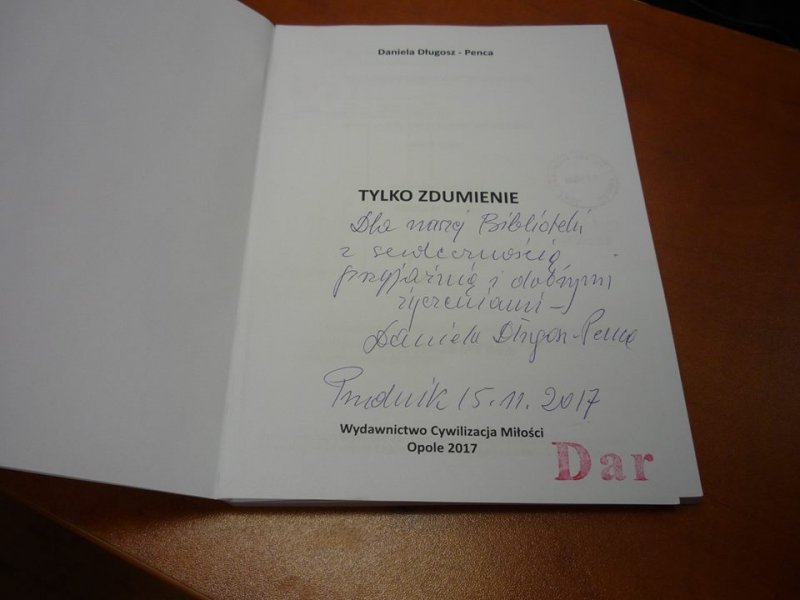 Daniela Długosz - Penca
TYLKO ZDUMIENIE
Dla naszej Biblioteki
z serdecznością
przyjaźnią i dobrymi
życzeniami -
Daniela Długosz-Penca
Prudnik 15.11.2017
Wydawnictwo Cywilizacja Miłości
Opole 2017
Dar